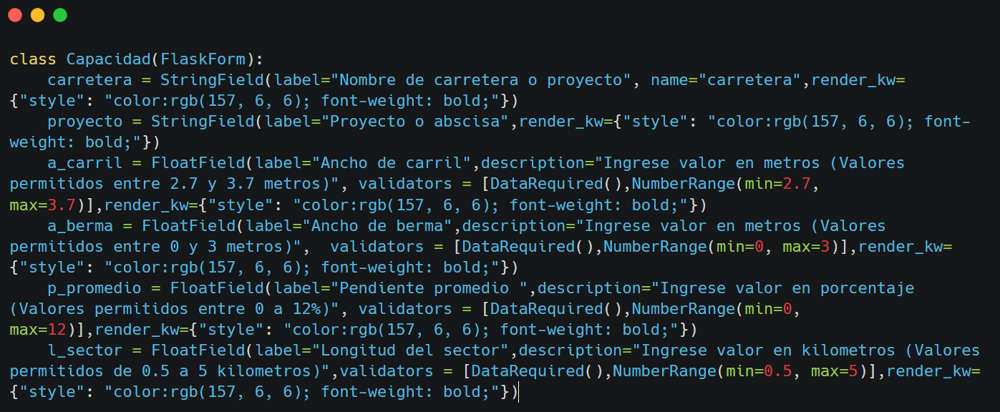 class Capacidad(FlaskForm):
    carretera = StringField(label="Nombre de carretera o proyecto", name="carretera",render_kw=
{"style": "color:rgb(157, 6, 6); font-weight: bold;"})
    proyecto = StringField(label="Proyecto o abscisa",render_kw={"style": "color:rgb(157, 6, 6); font-
weight: bold;"})
    a_carril = FloatField(label="Ancho de carril",description="Ingrese valor en metros (Valores
permitidos entre 2.7 y 3.7 metros)", validators = [DataRequired(),NumberRange(min=2.7,
max=3.7)],render_kw={"style": "color:rgb(157, 6, 6); font-weight: bold;"})
    a_berma = FloatField(label="Ancho de berma",description="Ingrese valor en metros (Valores
permitidos entre 0 y 3 metros)",  validators = [DataRequired(),NumberRange(min=0, max=3)],render_kw=
{"style": "color:rgb(157, 6, 6); font-weight: bold;"})
    p_promedio = FloatField(label="Pendiente promedio ",description="Ingrese valor en porcentaje
(Valores permitidos entre 0 a 12%)", validators = [DataRequired(),NumberRange(min=0,
max=12)],render_kw={"style": "color:rgb(157, 6, 6); font-weight: bold;"})
    l_sector = FloatField(label="Longitud del sector",description="Ingrese valor en kilometros (Valores
permitidos de 0.5 a 5 kilometros)",validators = [DataRequired(),NumberRange(min=0.5, max=5)],render_kw=
{"style": "color:rgb(157, 6, 6); font-weight: bold;"})